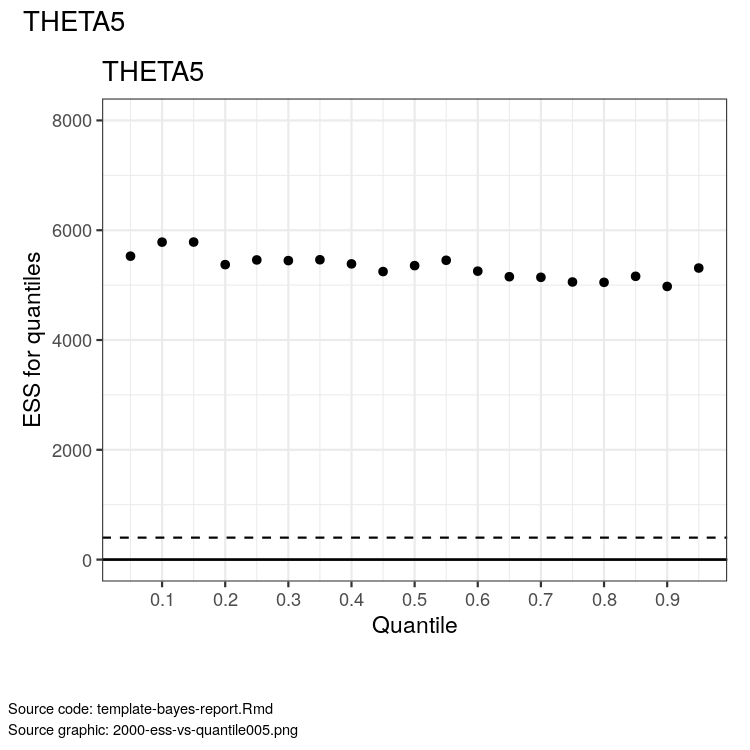 THETA5
THETA5
ESS for quantiles
8000
6000
4000
2000
0
0.1 0.2 0.3 0.4 0.5 0.6 0.7 0.8 0.9
Quantile
Source code: template-bayes-report.Rmd
Source graphic: 2000-ess-vs-quantile005.png